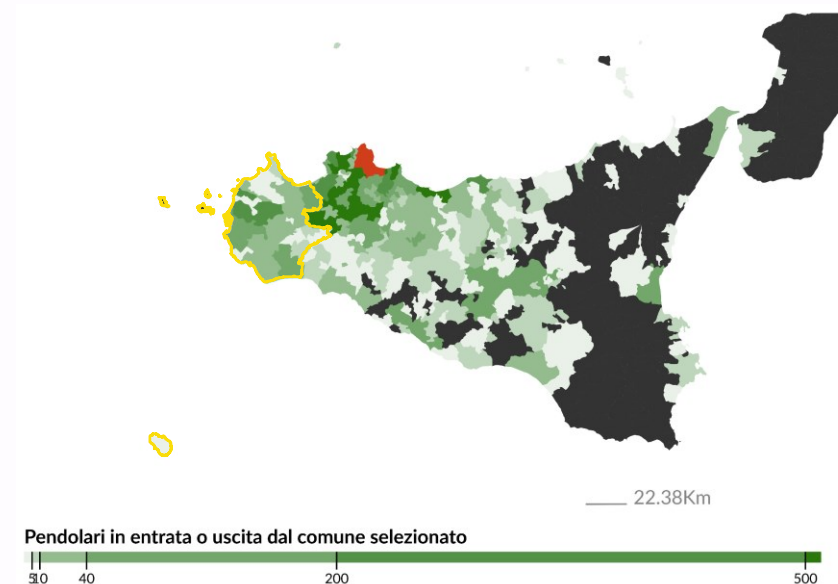 22.38Km
Pendolari in entrata o uscita dal comune selezionato
5 10 40 200 500